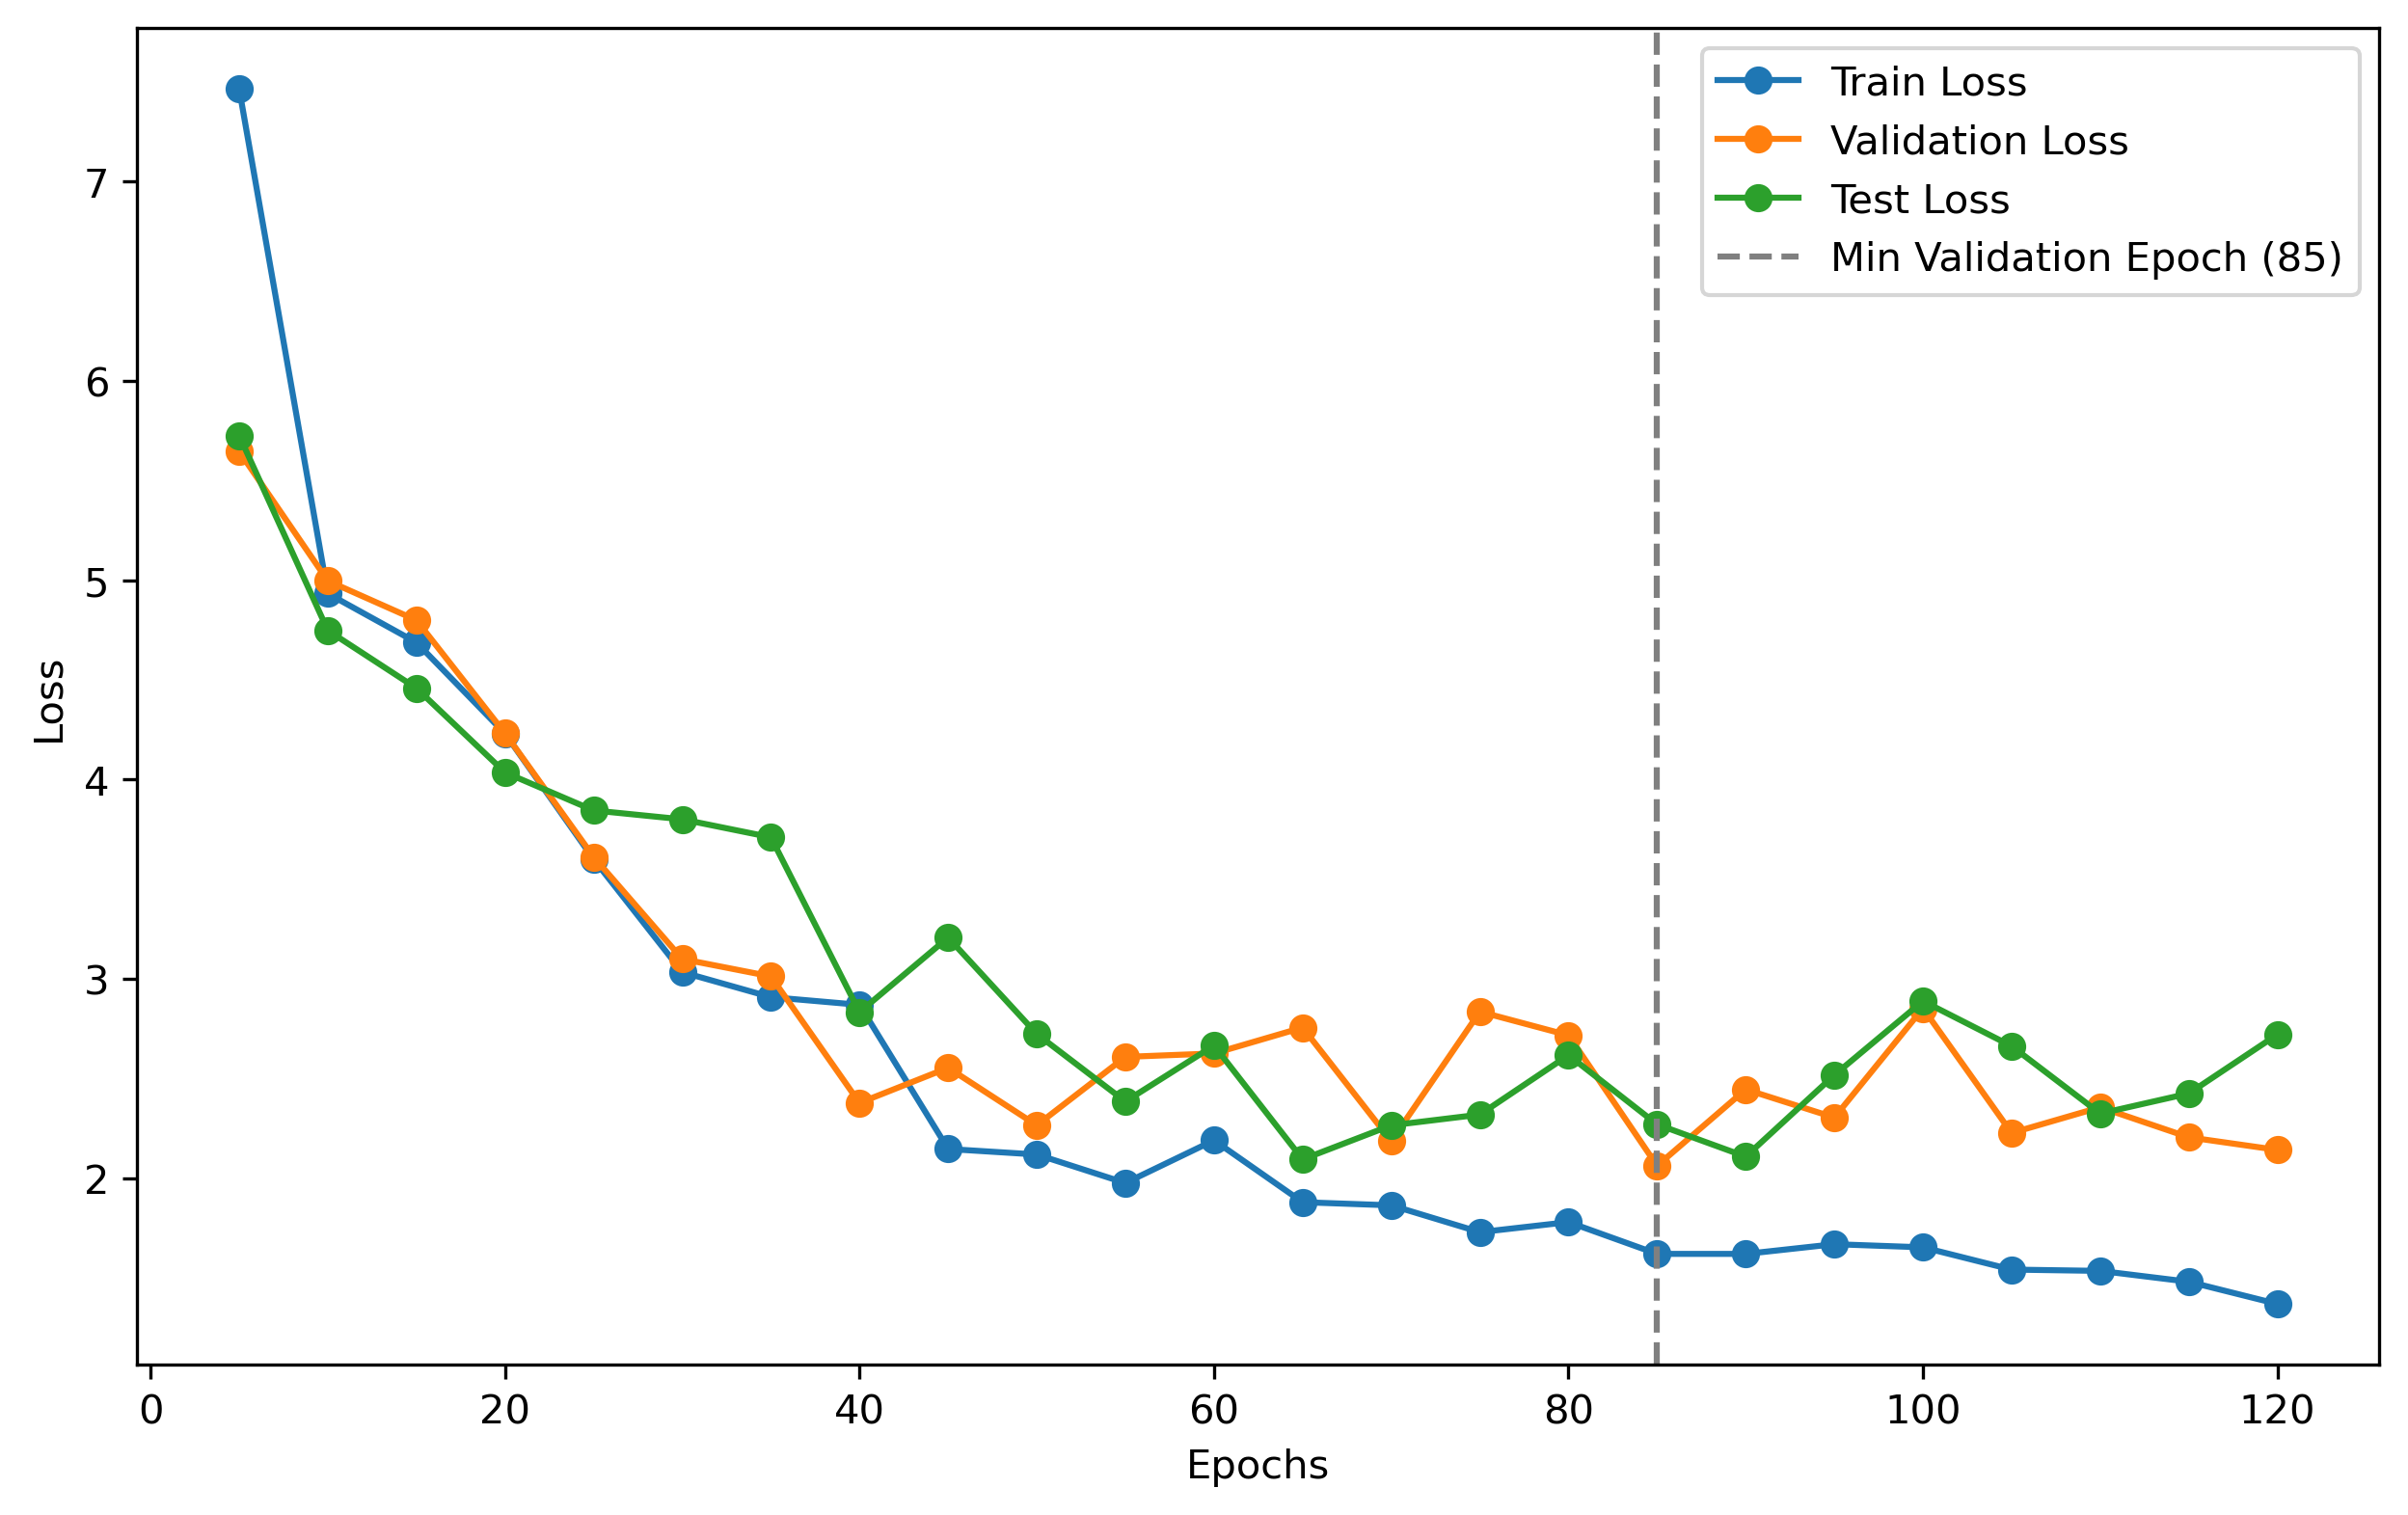 Train Loss
Validation Loss
Test Loss
Min Validation Epoch (85)
7
6
5
4
3
2
Loss
0 20 40 60 80 100 120
Epochs